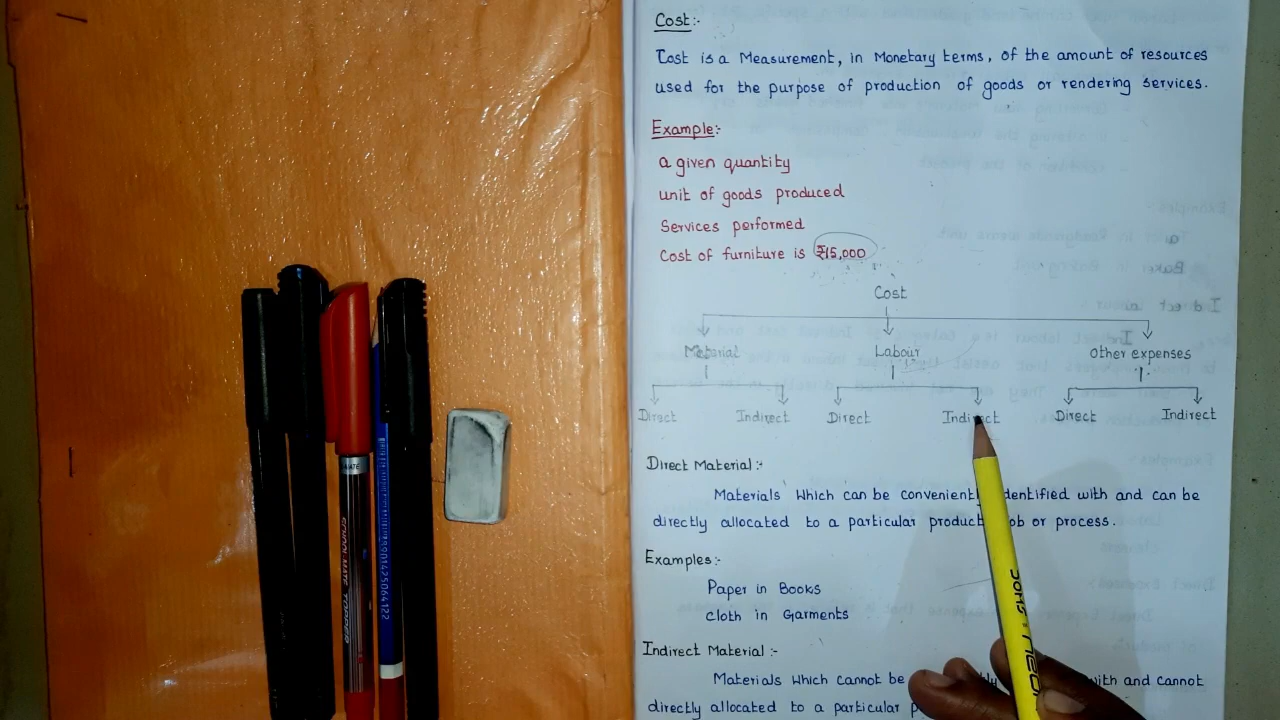 Cost:-
Cost is a Measurement, in Monetary terms, of the amount of resources
used for the purpose of production of goods or rendering services.
Example:-
a given quantity
unit of goods produced
Services performed
Cost of furniture is ₹15,000
Cost
Material Labour Other expenses
Direct Indirect Direct Indirect Direct Indirect
Direct Material:-
Materials which can be conveniently identified with and can be
directly allocated to a particular product, job or process.
Examples:-
Paper in Books
cloth in Garments
Indirect Material:-
Materials which cannot be with and cannot
directly allocated to a particular